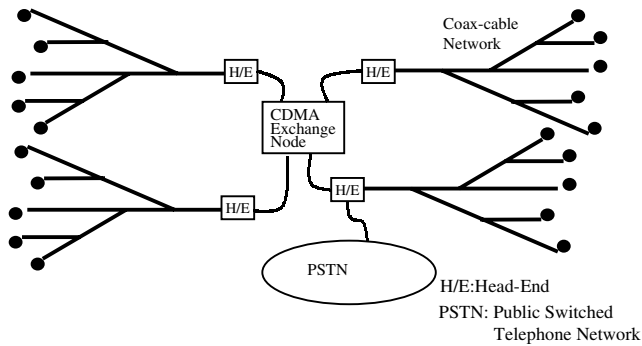 Coax-cable
Network
H/E
H/E
CDMA
Exchange
Node
H/E
H/E
PSTN
H/E:Head-End
PSTN: Public Switched
Telephone Network